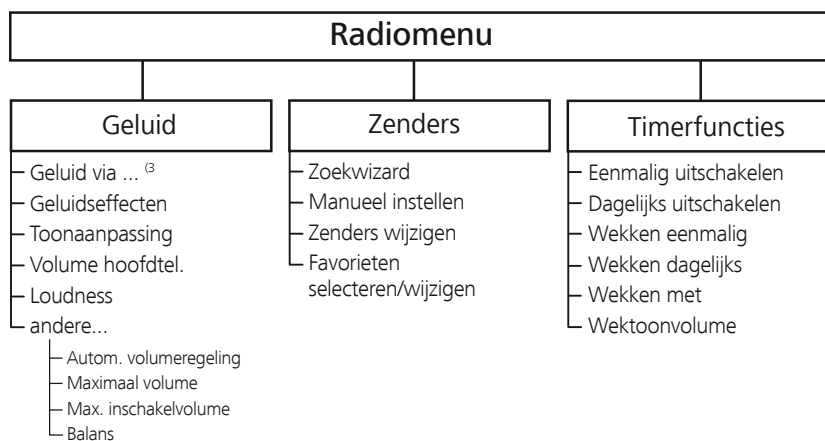 Radiomenu
Geluid
Geluid via ... (3
Geluidseffecten
Toonaanpassing
Volume hoofdtel.
Loudness
andere...
Autom. volumeregeling
Maximaal volume
Max. inschakelvolume
Balans
Zenders
Zoekwizard
Manueel instellen
Zenders wijzigen
Favorieten
selecteren/wijzigen
Timerfuncties
Eenmalig uitschakelen
Dagelijks uitschakelen
Wekken eenmalig
Wekken dagelijks
Wekken met
Wektoonvolume